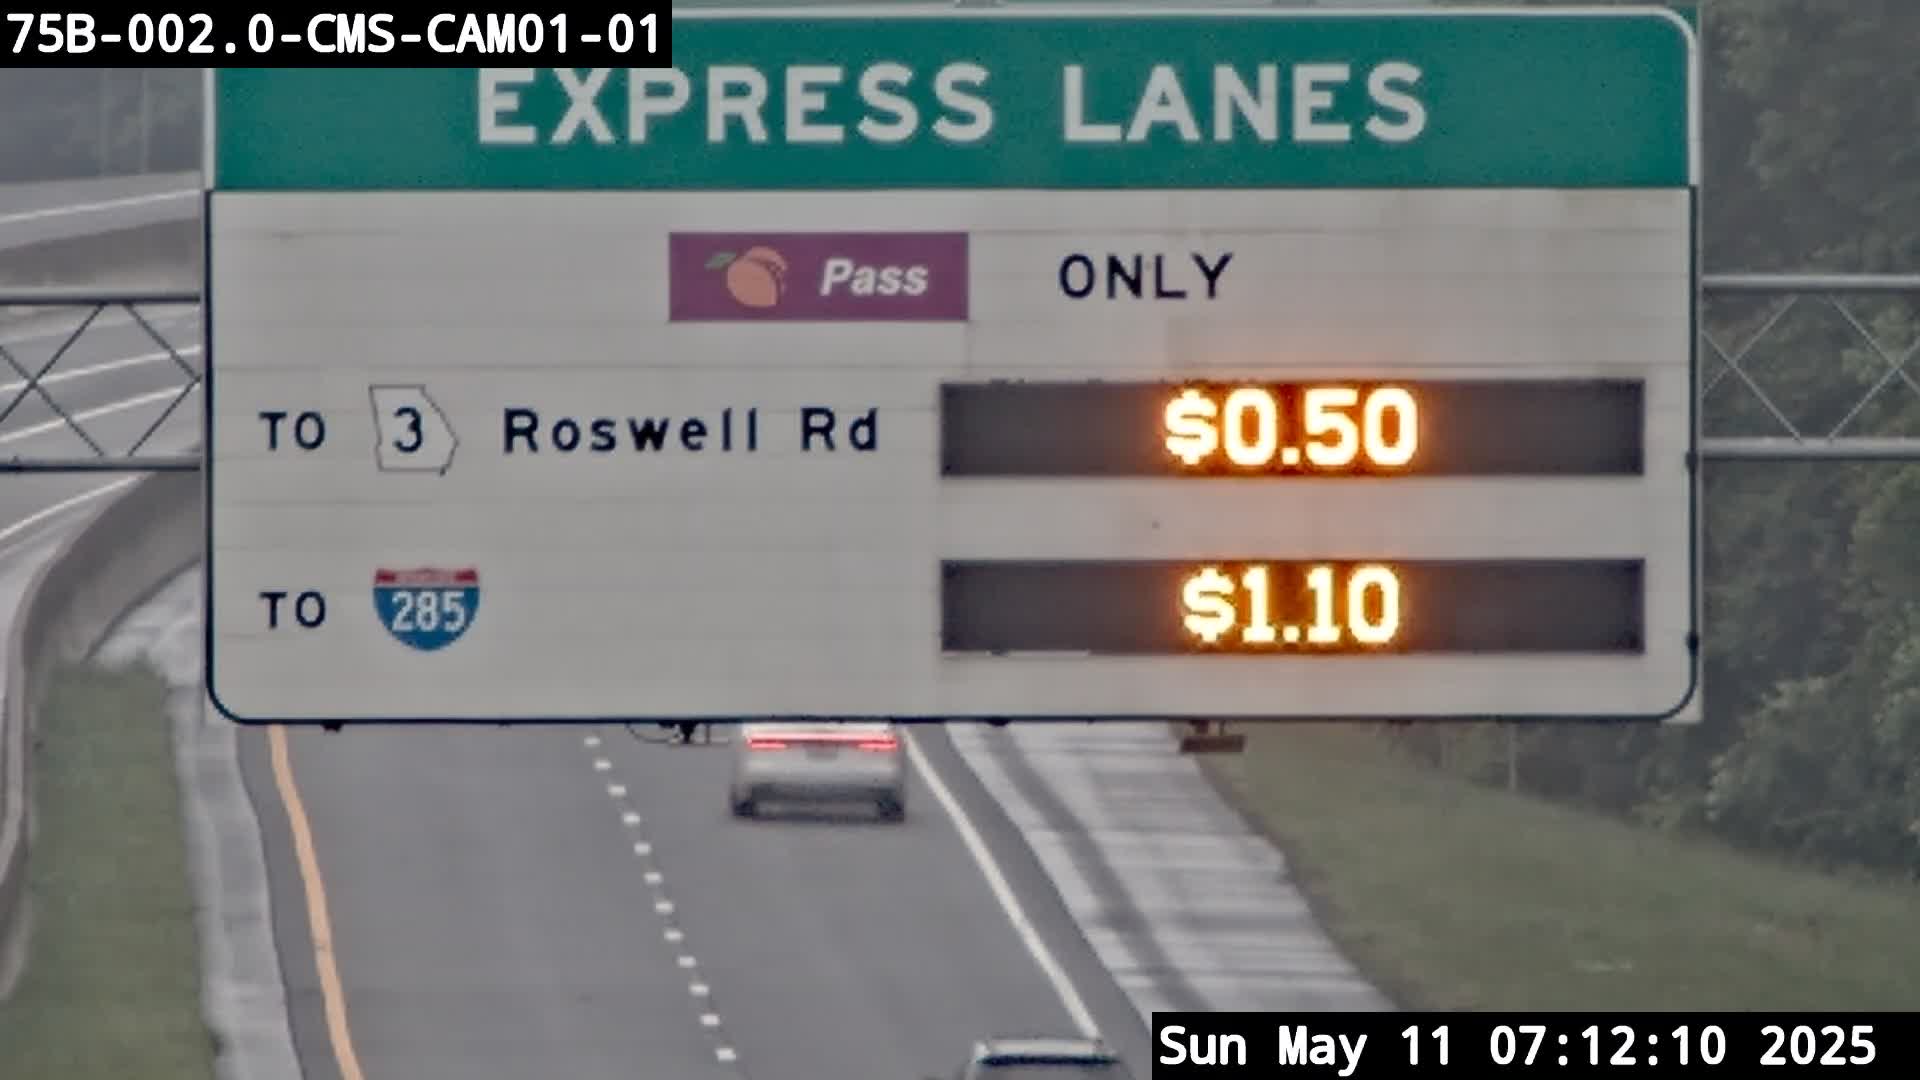 75B-002.0-CMS-CAM01-01
EXPRESS LANES
Pass ONLY
TO 3 Roswell Rd $0.50
TO 285 $1.10
Sun May 11 07:12:10 2025